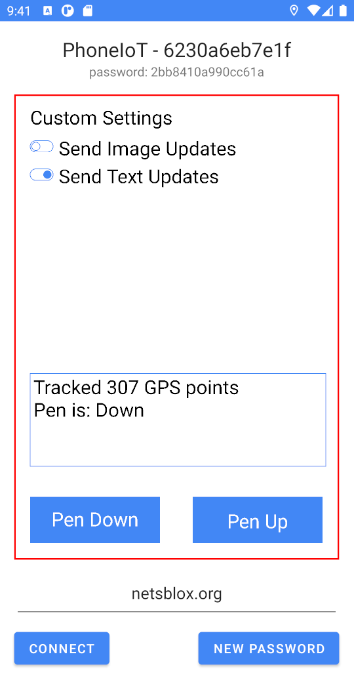 9:41
PhoneIoT - 6230a6eb7e1f
password: 2bb8410a990cc61a
Custom Settings
Send Image Updates
Send Text Updates
Tracked 307 GPS points
Pen is: Down
Pen Down
Pen Up
netsblox.org
CONNECT
NEW PASSWORD